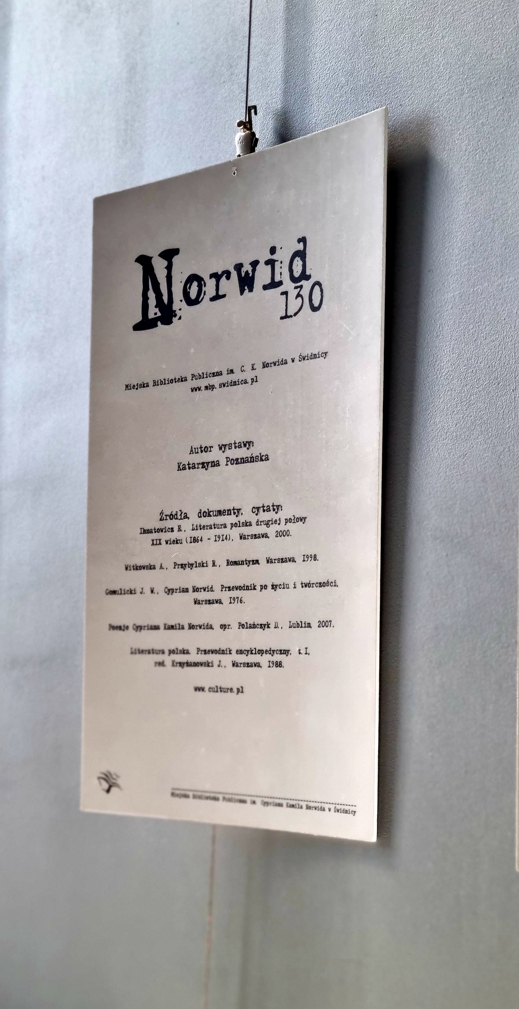 6
Norwid
130
Miejska Biblioteka Publiczna im. C. K. Norwida w Świdnicy
www.mbp.swidnica.pl
Autor wystawy:
Katarzyna Poznańska
Źródła, dokumenty, cytaty:
Ihnatowicz E., Literatura polska drugiej połowy
XIX wieku (1864 - 1914), Warszawa, 2000.
Witkowska A., Przybylski R., Romantyzm, Warszawa, 1998.
Gomulicki J. W., Cyprian Norwid. Przewodnik po życiu i twórczości,
Warszawa, 1976.
Poezje Cypriana Kamila Norwida, opr. Polańczyk D., Lublin, 2007.
Literatura polska. Przewodnik encyklopedyczny, t. I,
red. Krzyżanowski J., Warszawa, 1988.
www.culture.pl
Miejska Biblioteka Publiczna im. Cypriana Kamila Norwida w Świdnicy